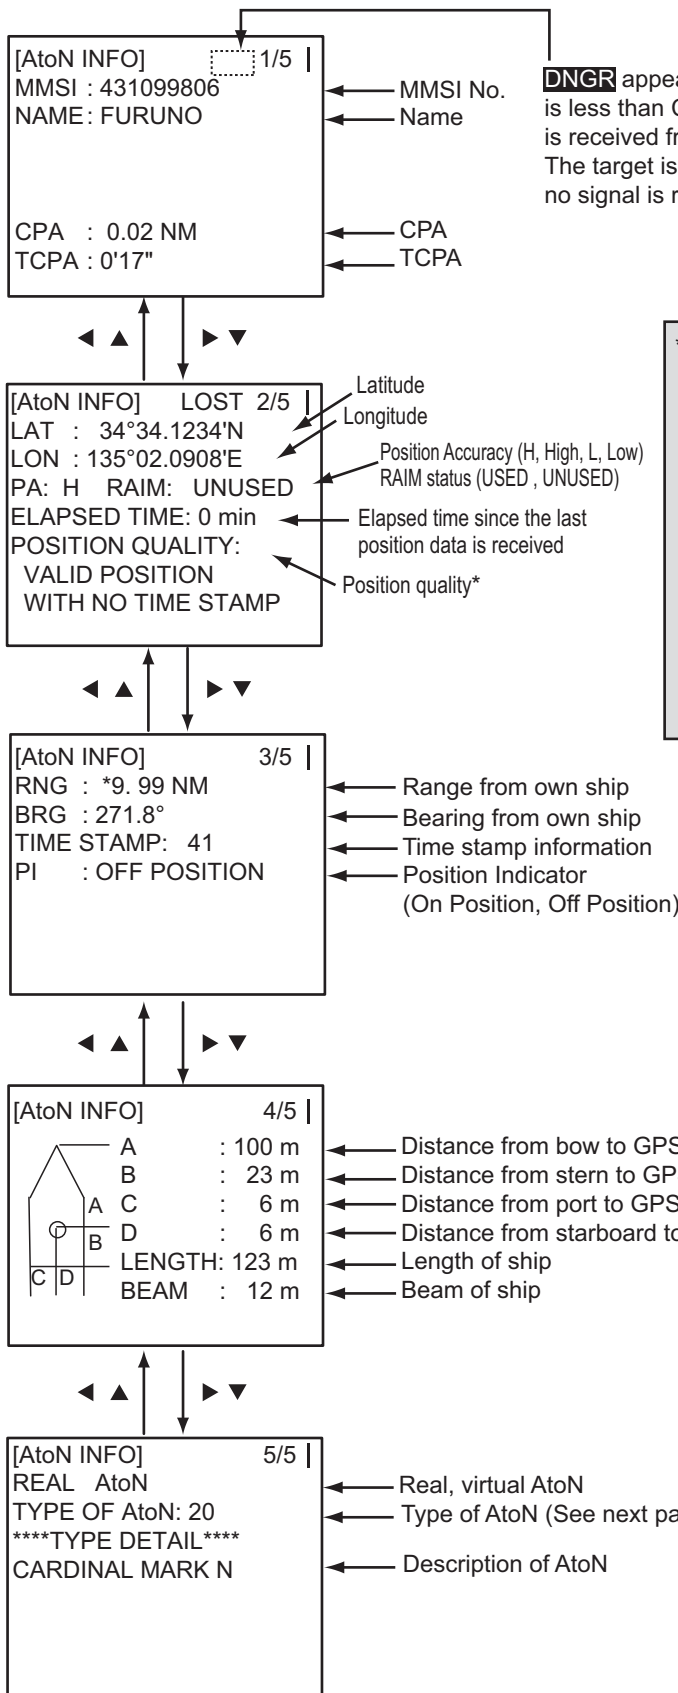 [AtoN INFO] 1/5
MMSI : 431099806
NAME : FURUNO
CPA : 0.02 NM
TCPA : 0'17"
MMSI No.
Name
CPA
TCPA
DNGR
is less than
is received
The target is
no signal is
[AtoN INFO] LOST 2/5
LAT : 34°34.1234'N
LON : 135°02.0908'E
PA: H RAIM: UNUSED
ELAPSED TIME: 0 min
POSITION QUALITY:
VALID POSITION
WITH NO TIME STAMP
Latitude
Longitude
Position Accuracy (H, High, L, Low)
RAIM status (USED , UNUSED)
Elapsed time since the last
position data is received
Position quality*
*
[AtoN INFO] 3/5
RNG : *9. 99 NM
BRG : 271.8°
TIME STAMP: 41
PI : OFF POSITION
Range from own ship
Bearing from own ship
Time stamp information
Position Indicator
(On Position, Off Position)
[AtoN INFO] 4/5
A : 100 m
B : 23 m
C : 6 m
D : 6 m
LENGTH: 123 m
BEAM : 12 m
A
B
C D
Distance from bow to GPS
Distance from stern to
Distance from port to GPS
Distance from starboard
Length of ship
Beam of ship
[AtoN INFO] 5/5
REAL AtoN
TYPE OF AtoN: 20
****TYPE DETAIL****
CARDINAL MARK N
Real, virtual AtoN
Type of AtoN (See next
Description of AtoN